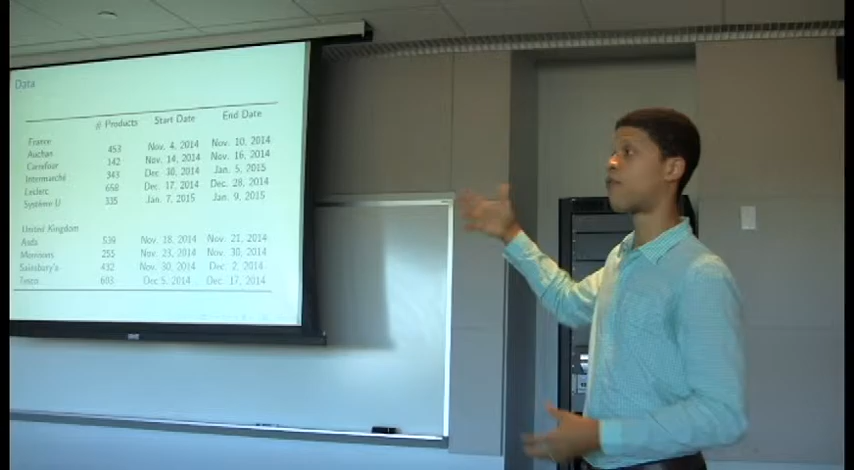 Data
# Products Start Date End Date
France
Auchan 453 Nov. 4, 2014 Nov. 10, 2014
Carrefour 142 Nov. 14, 2014 Nov. 16, 2014
Intermarché 343 Dec. 30, 2014 Jan. 5, 2015
Leclerc 658 Dec. 17, 2014 Dec. 28, 2014
Système U 335 Jan. 7, 2015 Jan. 9, 2015
United Kingdom
Asda 539 Nov. 18, 2014 Nov. 21, 2014
Morrisons 255 Nov. 23, 2014 Nov. 30, 2014
Sainsbury's 432 Nov. 30, 2014 Dec. 2, 2014
Tesco 603 Dec 5, 2014 Dec. 17, 2014